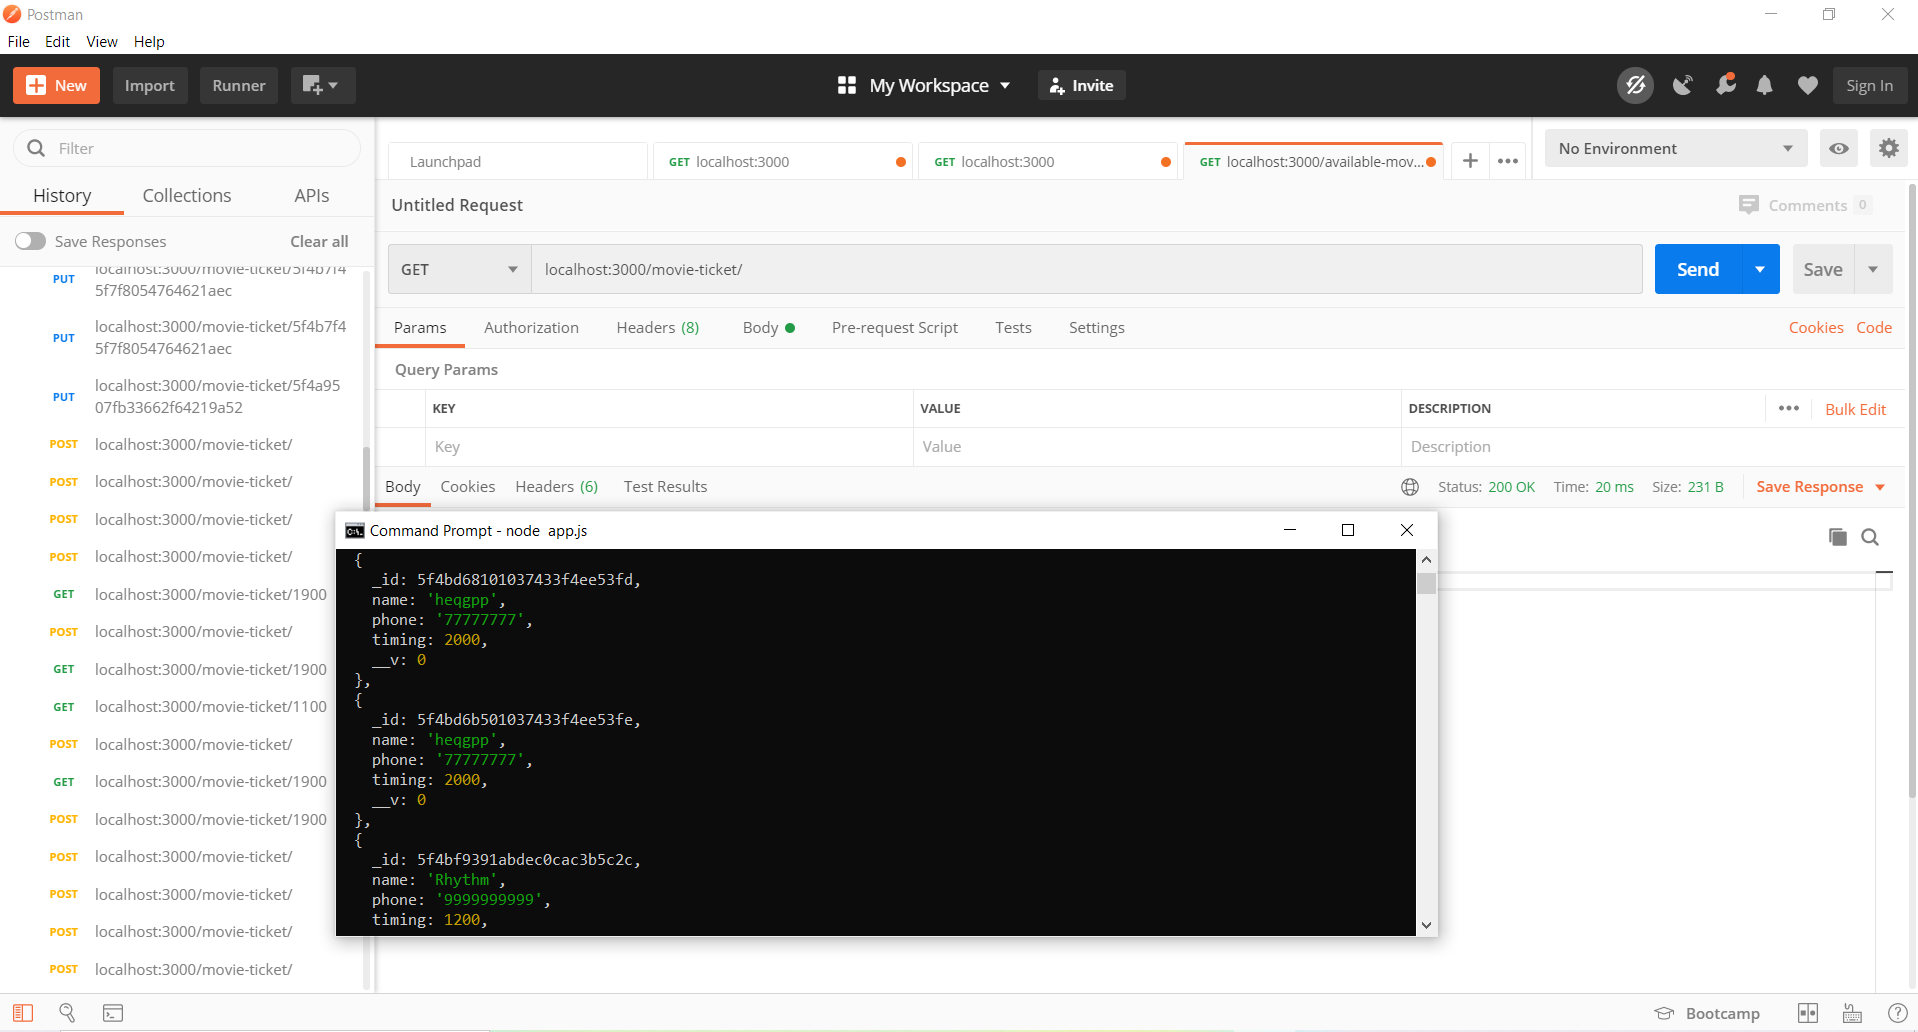 Postman
File Edit View Help
New Import Runner My Workspace Invite Sign In
Filter
History Collections APIs
Save Responses Clear all
PUT localhost:3000/movie-ticket/5f4b7f4
5f7f8054764621aec
PUT localhost:3000/movie-ticket/5f4b7f4
5f7f8054764621aec
PUT localhost:3000/movie-ticket/5f4a95
07fb33662f64219a52
POST localhost:3000/movie-ticket/
POST localhost:3000/movie-ticket/
POST localhost:3000/movie-ticket/
POST localhost:3000/movie-ticket/
GET localhost:3000/movie-ticket/1900
POST localhost:3000/movie-ticket/
GET localhost:3000/movie-ticket/1900
GET localhost:3000/movie-ticket/1100
POST localhost:3000/movie-ticket/
GET localhost:3000/movie-ticket/1900
POST localhost:3000/movie-ticket/1900
POST localhost:3000/movie-ticket/
POST localhost:3000/movie-ticket/
POST localhost:3000/movie-ticket/
POST localhost:3000/movie-ticket/
Launchpad GET localhost:3000 GET localhost:3000 GET localhost:3000/available-mov... No Environment
Untitled Request Comments 0
GET localhost:3000/movie-ticket/ Send Save
Params Authorization Headers (8) Body Pre-request Script Tests Settings Cookies Code
Query Params
KEY VALUE DESCRIPTION Bulk Edit
Key Value Description
Body Cookies Headers (6) Test Results Status: 200 OK Time: 20 ms Size: 231 B Save Response
C:\. Command Prompt - node app.js
{
_id: 5f4bd68101037433f4ee53fd,
name: 'heqgpp',
phone: '77777777',
timing: 2000,
__v: 0
},
{
_id: 5f4bd6b501037433f4ee53fe,
name: 'heqgpp',
phone: '77777777',
timing: 2000,
__v: 0
},
{
_id: 5f4bf9391abdec0cac3b5c2c,
name: 'Rhythm',
phone: '9999999999',
timing: 1200,
Bootcamp